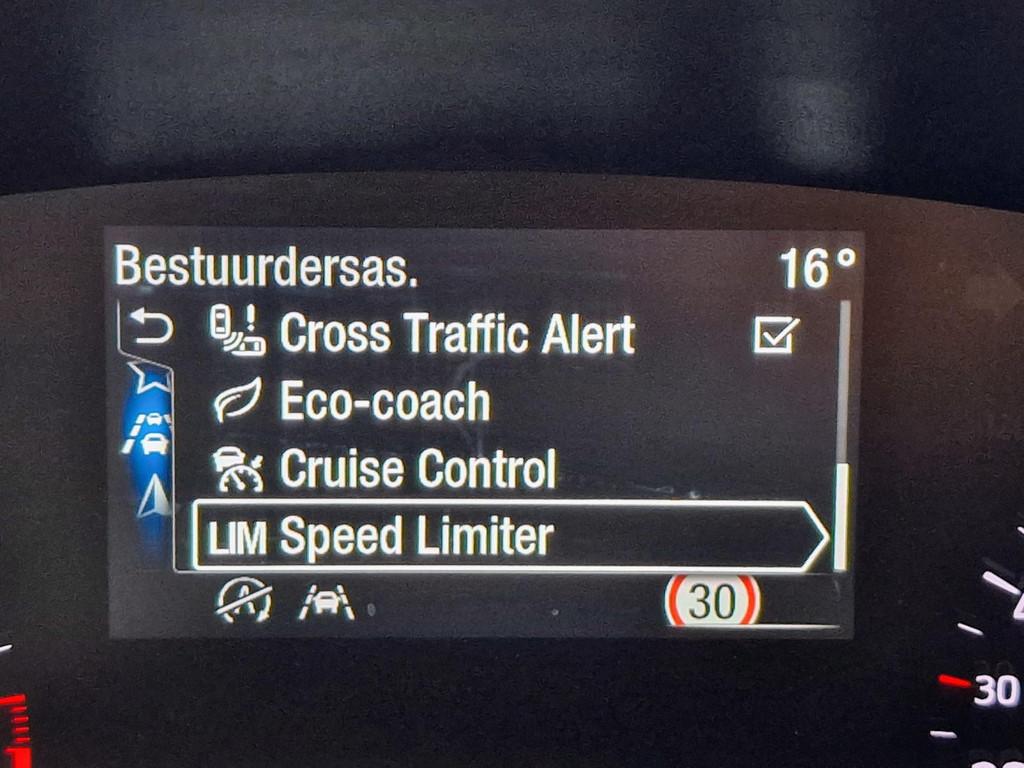 Bestuurdersas. 16°
Cross Traffic Alert
Eco-coach
Cruise Control
LIM Speed Limiter
30
30